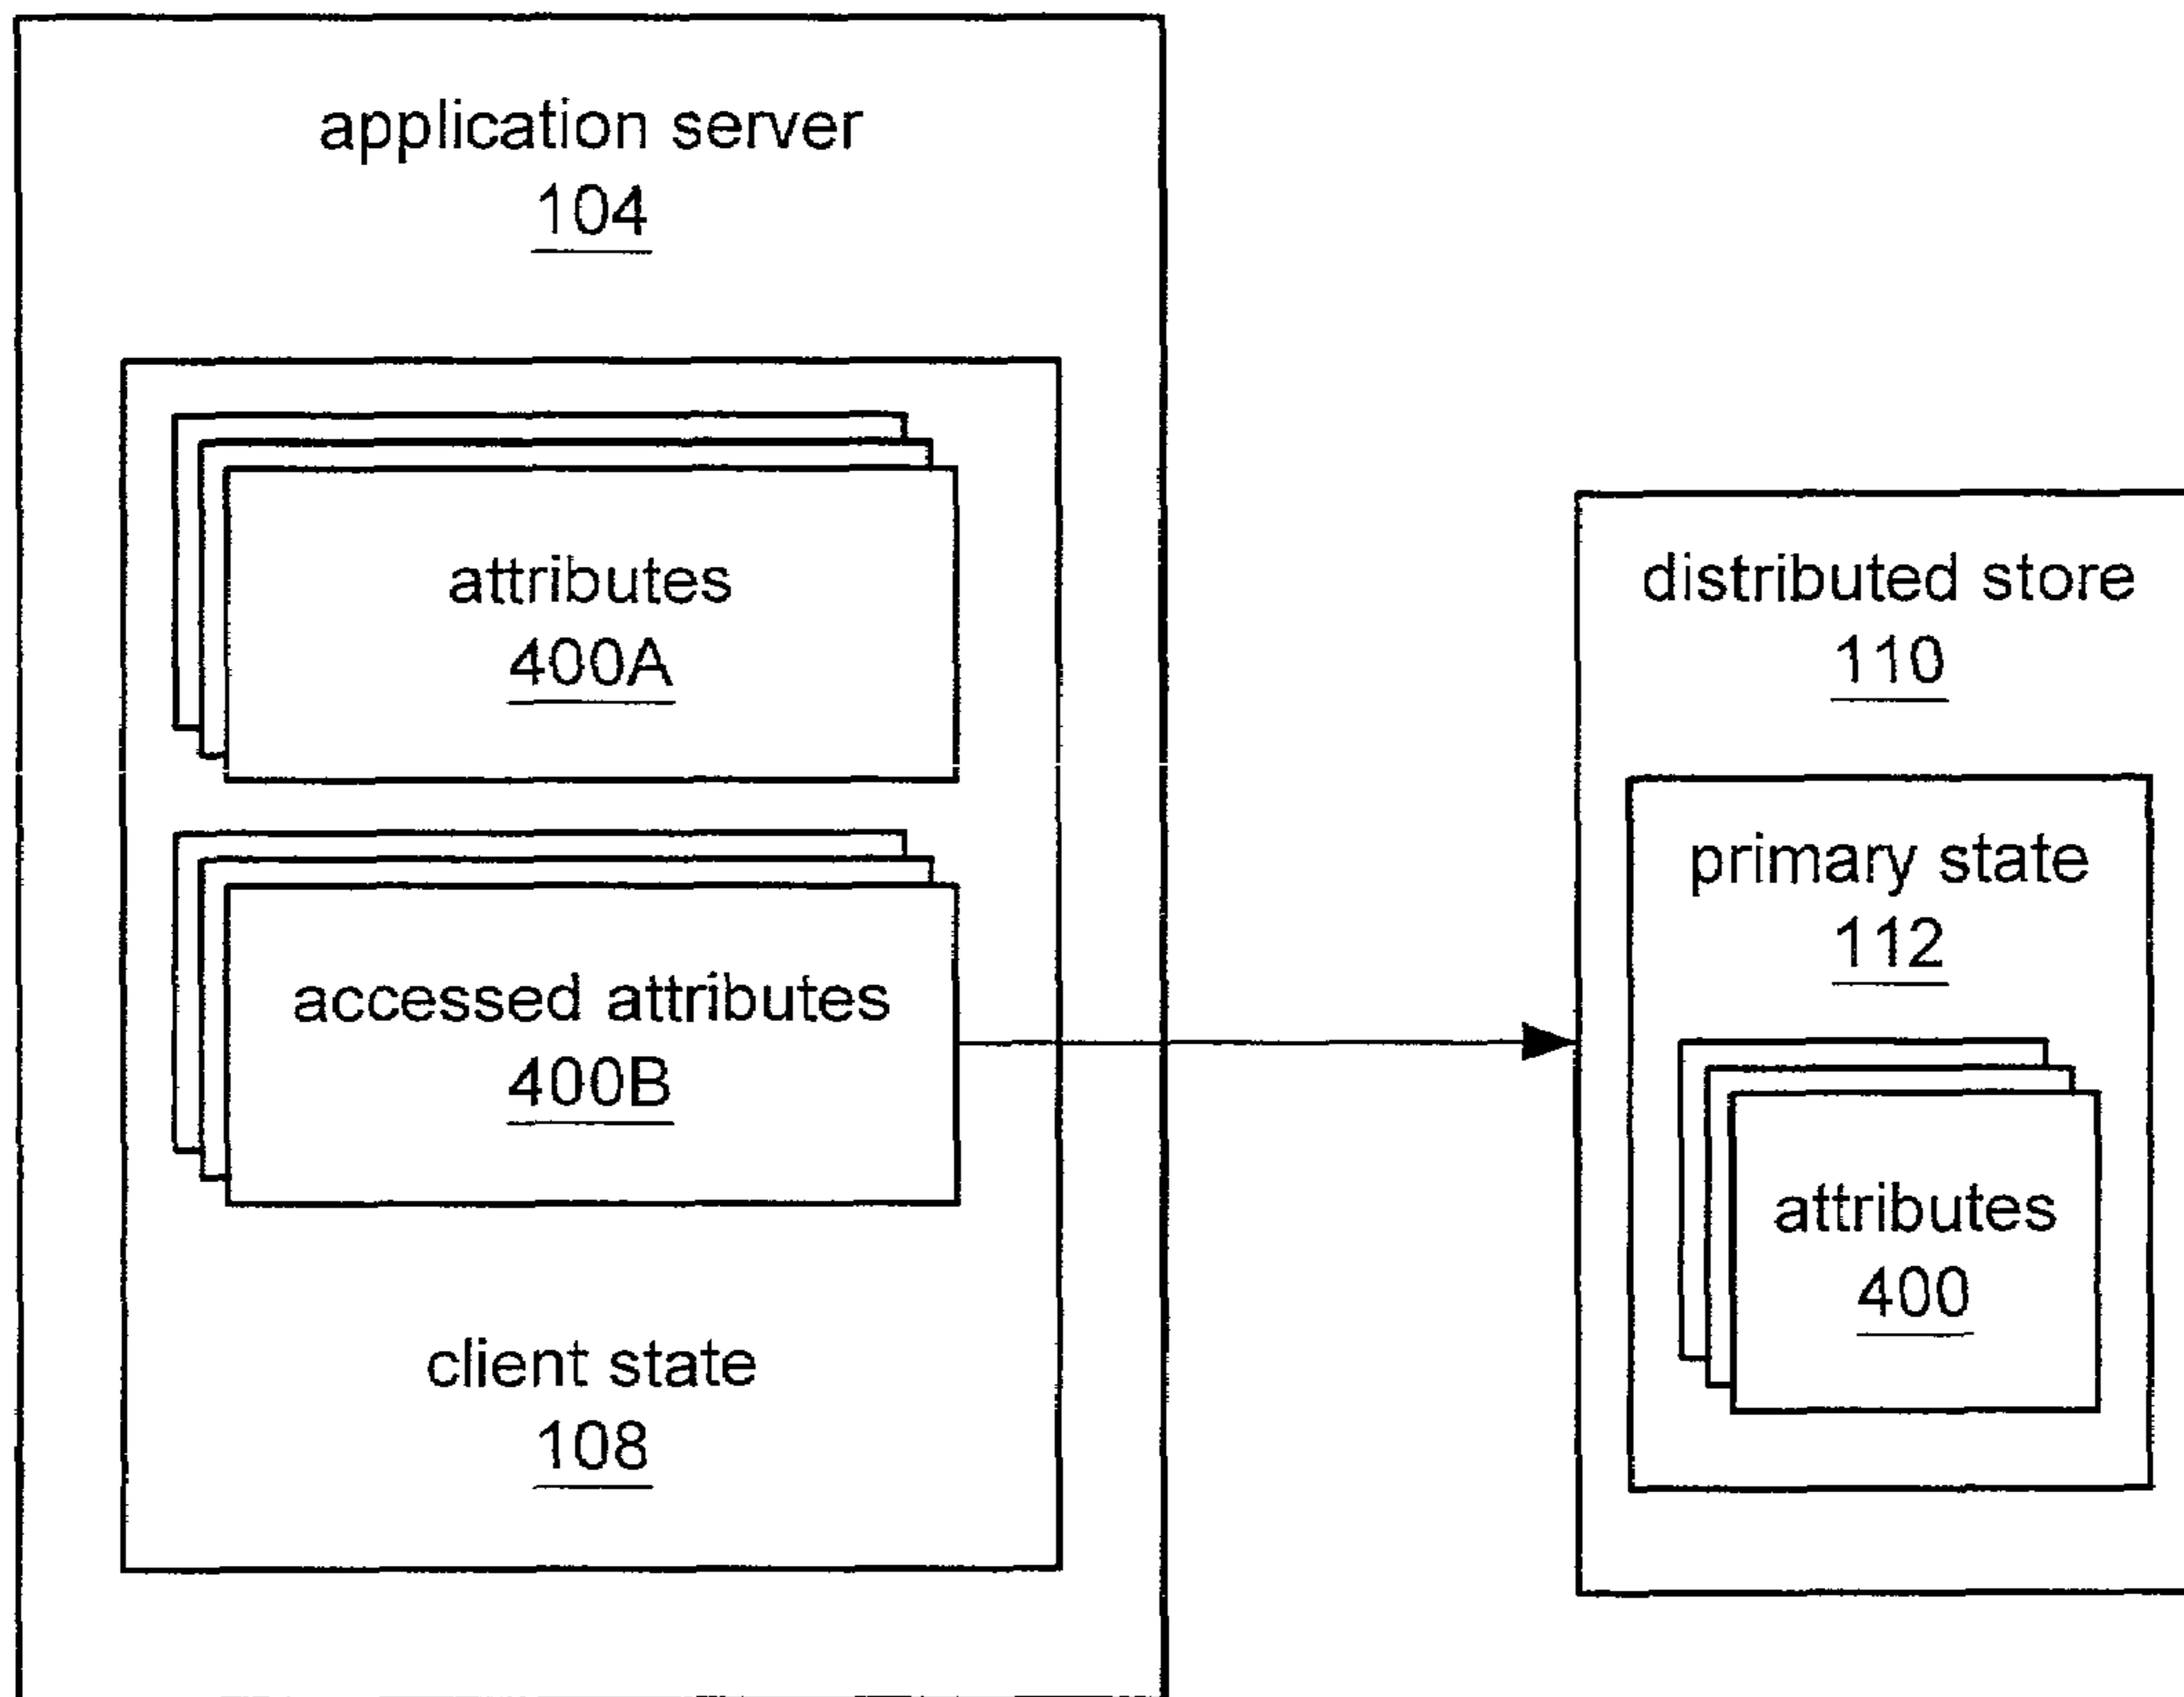 application server
104
attributes
400A
accessed attributes
400B
client state
108
distributed store
110
primary state
112
attributes
400